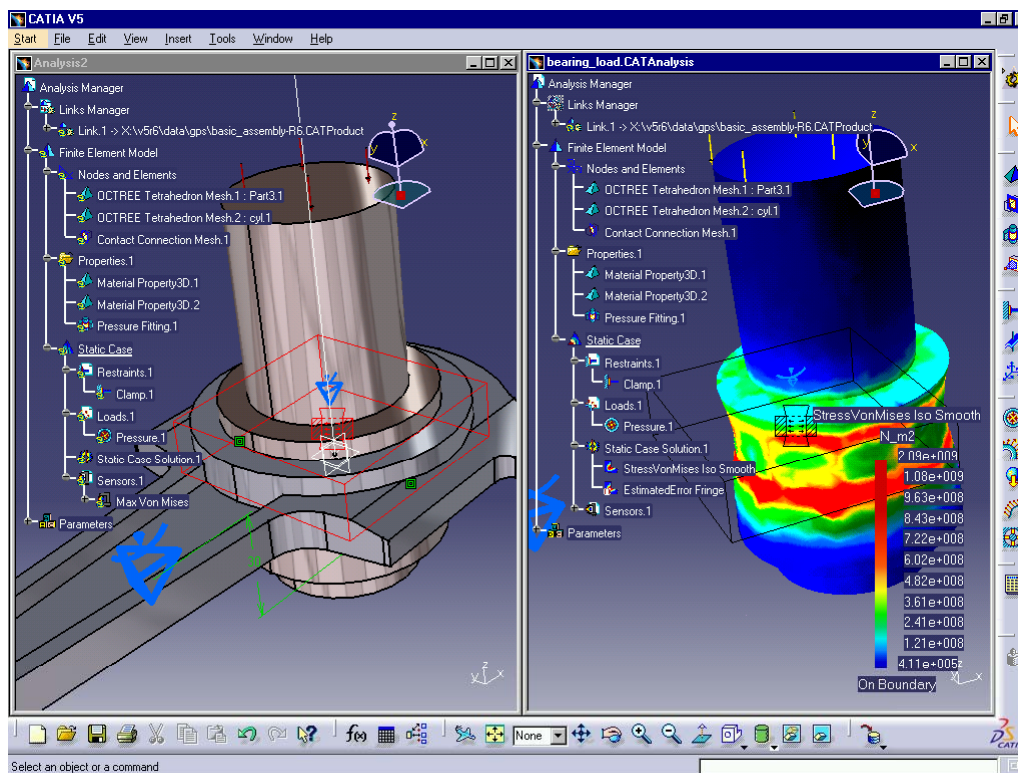 CATIA V5
Start File Edit View Insert Tools Window Help
Analysis2
Analysis Manager
Links Manager
Link.1 -> X:\v5r6\data\gps\basic_assembly-R6.CATProduct
Finite Element Model
Nodes and Elements
OCTREE Tetrahedron Mesh.1 : Part3.1
OCTREE Tetrahedron Mesh.2 : cyl.1
Contact Connection Mesh.1
Properties.1
Material Property3D.1
Material Property3D.2
Pressure Fitting.1
Static Case
Restraints.1
Clamp.1
Loads.1
Pressure.1
Static Case Solution.1
Sensors.1
Max Von Mises
Parameters
z
x
y
30
z
y x
bearing_load.CATAnalysis
Analysis Manager
Links Manager
Link.1 -> X:\v5r6\data\gps\basic_assembly-R6.CATProduct
Finite Element Model
Nodes and Elements
OCTREE Tetrahedron Mesh.1 : Part3.1
OCTREE Tetrahedron Mesh.2 : cyl.1
Contact Connection Mesh.1
Properties.1
Material Property3D.1
Material Property3D.2
Pressure Fitting.1
Static Case
Restraints.1
Clamp.1
Loads.1
Pressure.1
Static Case Solution.1
StressVonMises Iso Smooth
EstimatedError Fringe
Sensors.1
Parameters
z
x
y
StressVonMises Iso Smooth
N_m2
2.09e+009
1.08e+009
9.63e+008
8.43e+008
7.22e+008
6.02e+008
4.82e+008
3.61e+008
2.41e+008
1.21e+008
4.11e+005
On Boundary
z
y x
f(x)
None
CATIA
Select an object or a command